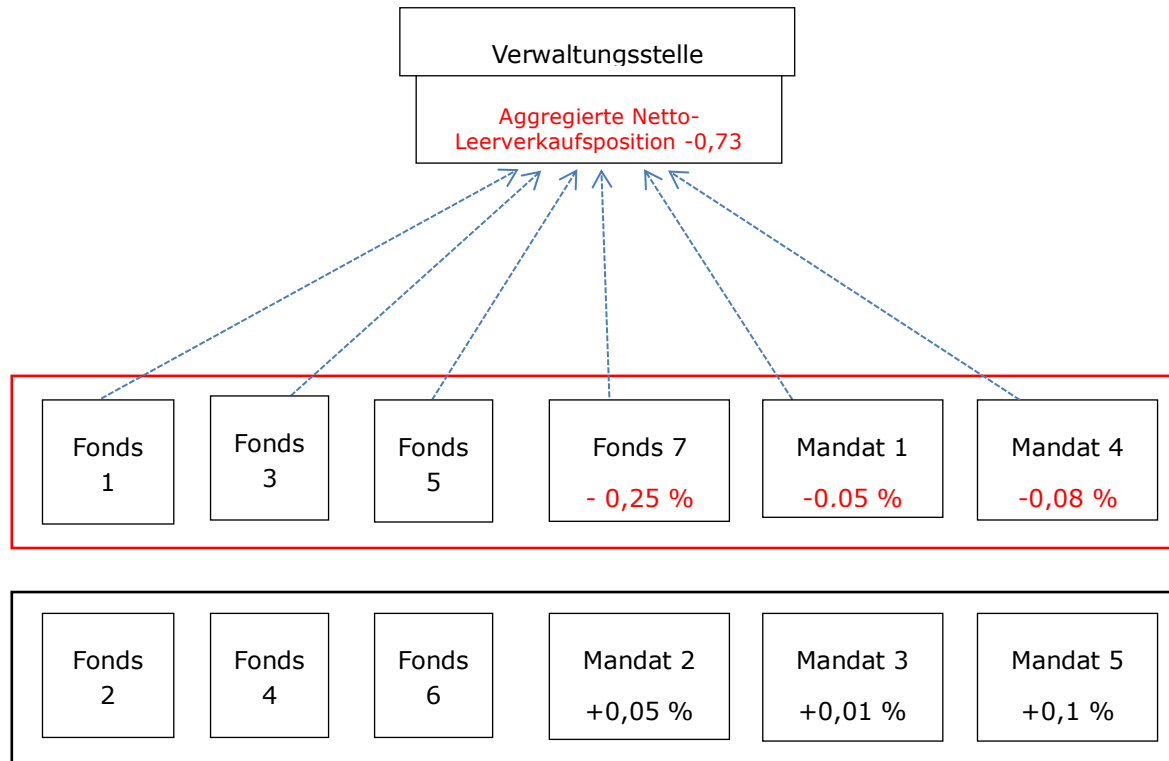 Verwaltungsstelle
Aggregierte Netto-
Leerverkaufsposition -0,73
Fonds
1
Fonds
3
Fonds
5
Fonds 7
- 0,25 %
Mandat 1
-0.05 %
Mandat 4
-0,08 %
Fonds
2
Fonds
4
Fonds
6
Mandat 2
+0,05 %
Mandat 3
+0,01 %
Mandat 5
+0,1 %